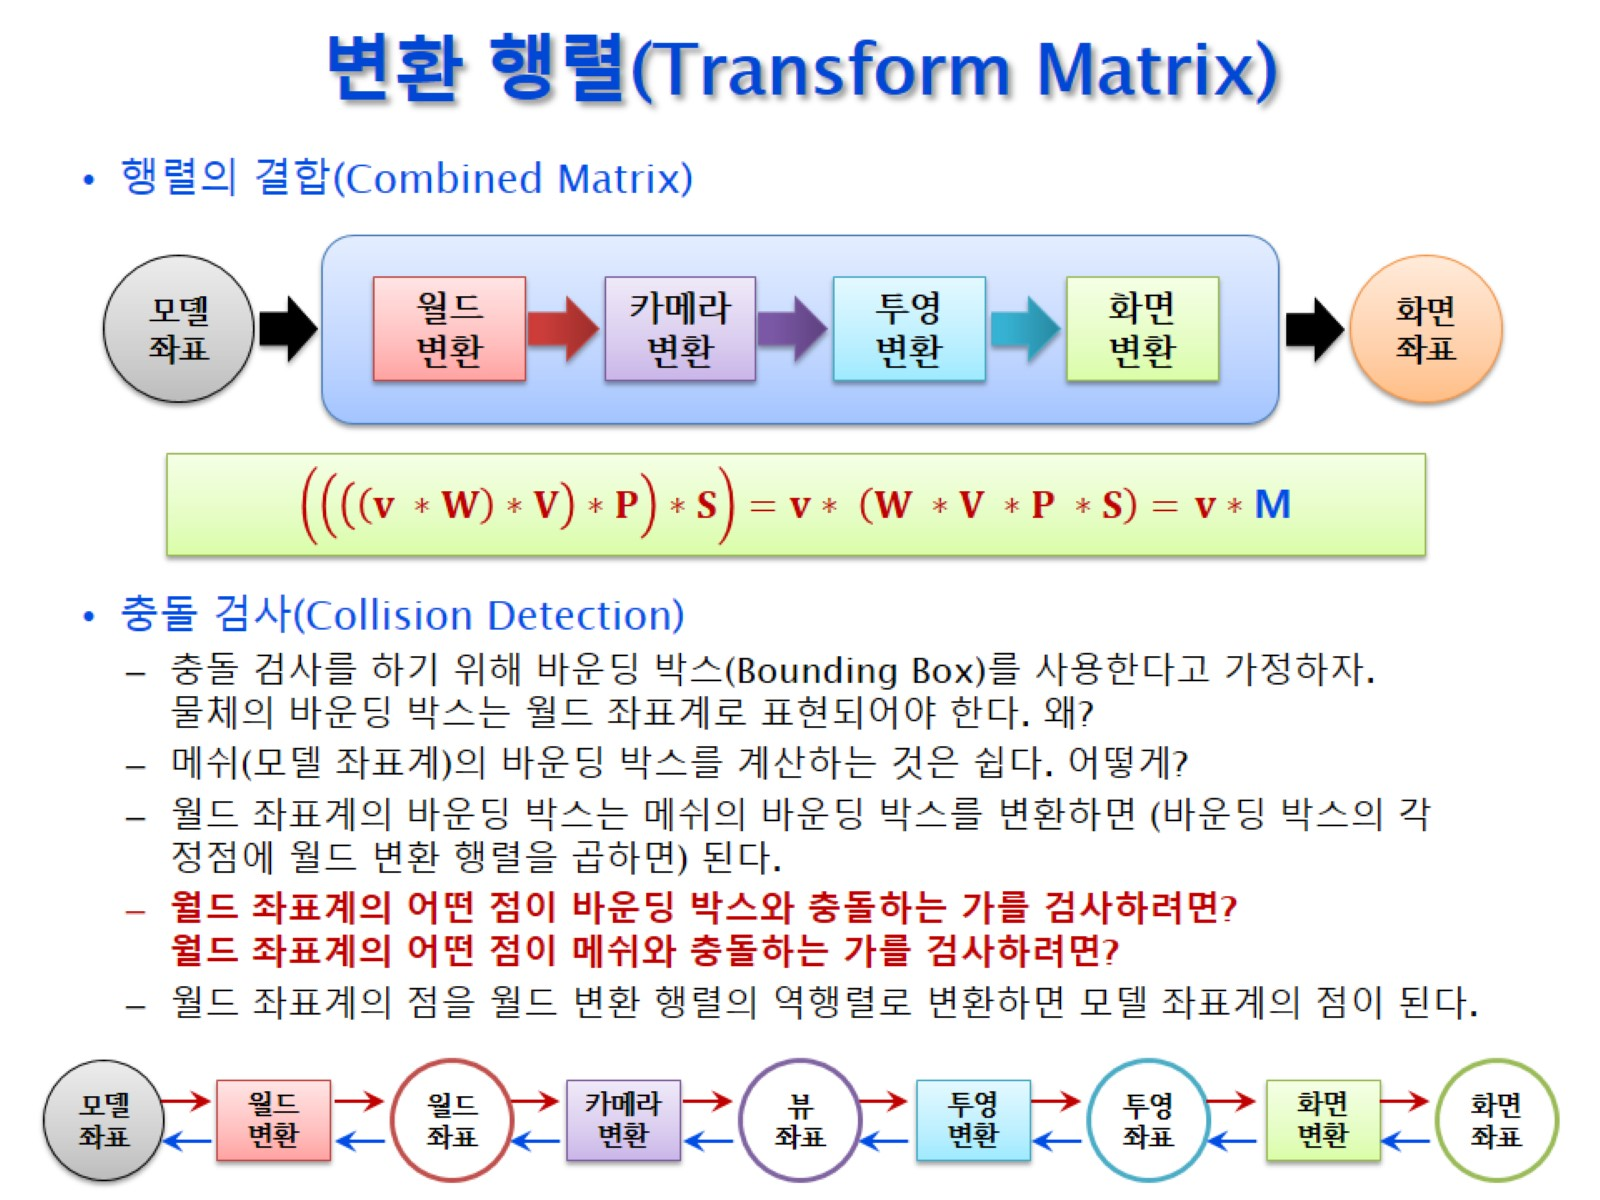 변환 행렬(Transform Matrix)
• 행렬의 결합(Combined Matrix)
모델
좌표
월드
변환
카메라
변환
투영
변환
화면
변환
화면
좌표
((((v * W) * V) * P) * S) = v * (W * V * P * S) = v * M
• 충돌 검사(Collision Detection)
– 충돌 검사를 하기 위해 바운딩 박스(Bounding Box)를 사용한다고 가정하자.
물체의 바운딩 박스는 월드 좌표계로 표현되어야 한다. 왜?
– 메쉬(모델 좌표계)의 바운딩 박스를 계산하는 것은 쉽다. 어떻게?
– 월드 좌표계의 바운딩 박스는 메쉬의 바운딩 박스를 변환하면 (바운딩 박스의 각
정점에 월드 변환 행렬을 곱하면) 된다.
– 월드 좌표계의 어떤 점이 바운딩 박스와 충돌하는 가를 검사하려면?
월드 좌표계의 어떤 점이 메쉬와 충돌하는 가를 검사하려면?
– 월드 좌표계의 점을 월드 변환 행렬의 역행렬로 변환하면 모델 좌표계의 점이 된다.
모델
좌표
월드
변환
월드
좌표
카메라
변환
뷰
좌표
투영
변환
투영
좌표
화면
변환
화면
좌표